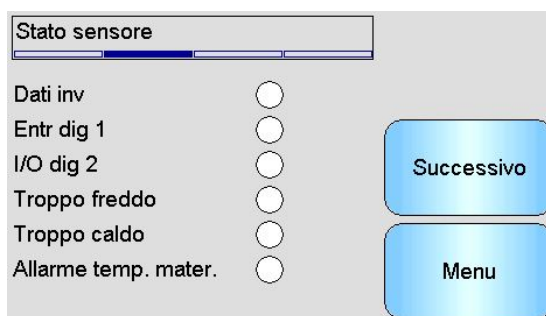 Stato sensore
Dati inv
Entr dig 1
I/O dig 2
Troppo freddo
Troppo caldo
Allarme temp. mater.
Successivo
Menu